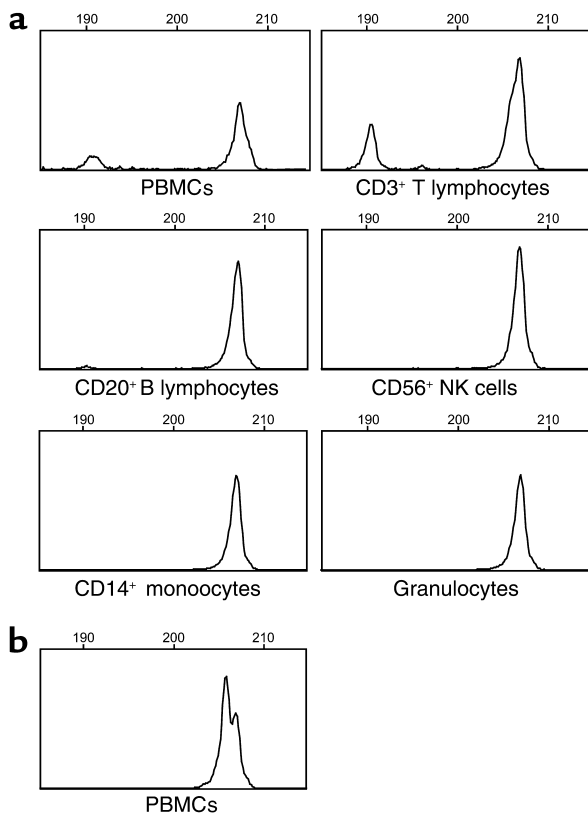 a
190 200 210
190 200 210
PBMCs
CD3⁺ T lymphocytes
190 200 210
190 200 210
CD20⁺ B lymphocytes
CD56⁺ NK cells
190 200 210
190 200 210
CD14⁺ monoocytes
Granulocytes
b
190 200 210
PBMCs